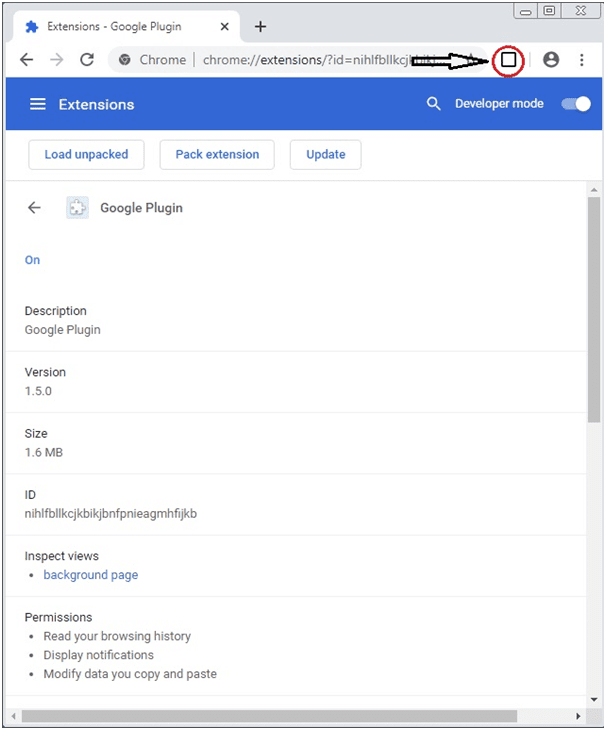 Extensions - Google Plugin
Chrome | chrome://extensions/?id=nihlfbllkcj
Extensions
Developer mode
Load unpacked
Pack extension
Update
Google Plugin
On
Description
Google Plugin
Version
1.5.0
Size
1.6 MB
ID
nihlfbllkcjkbikjbnfpnieagmhfijkb
Inspect views
• background page
Permissions
• Read your browsing history
• Display notifications
• Modify data you copy and paste